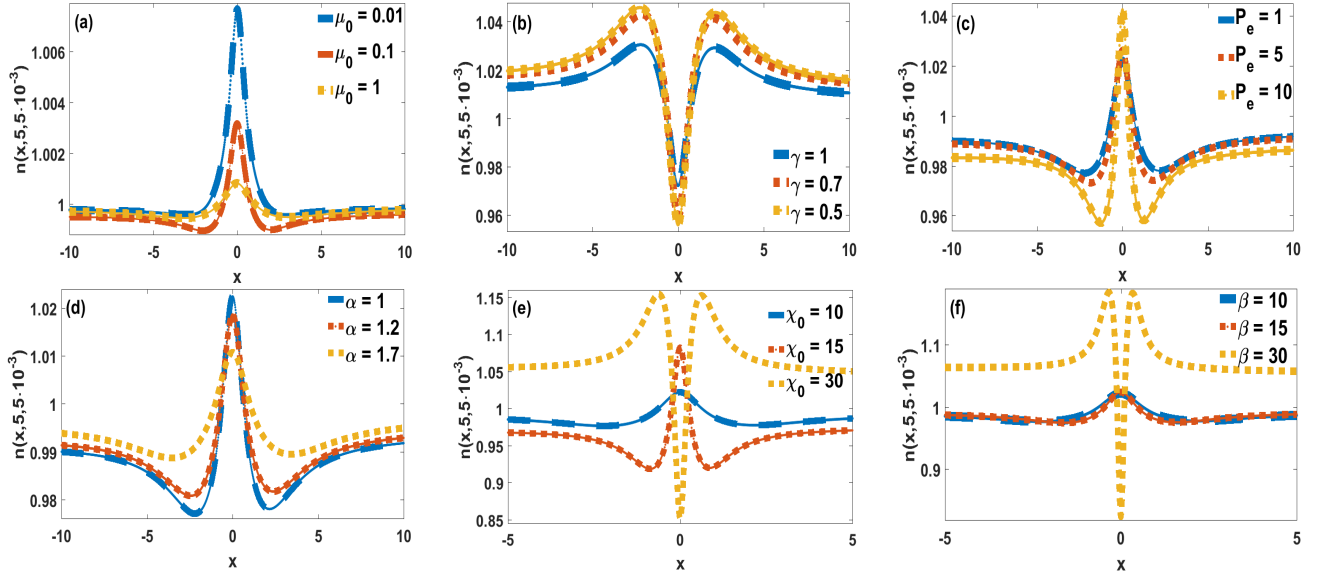 (a)
μ₀ = 0.01
μ₀ = 0.1
μ₀ = 1
1.006
1.004
1.002
1
n(x,5,5·10⁻³)
-10 -5 0 5 10
x
(b)
γ = 1
γ = 0.7
γ = 0.5
1.04
1.02
1
0.98
0.96
n(x,5,5·10⁻³)
-10 -5 0 5 10
x
(c)
Pₑ = 1
Pₑ = 5
Pₑ = 10
1.04
1.02
1
0.98
0.96
n(x,5,5·10⁻³)
-10 -5 0 5 10
x
(d)
α = 1
α = 1.2
α = 1.7
1.02
1.01
1
0.99
0.98
n(x,5,5·10⁻³)
-10 -5 0 5 10
x
(e)
χ₀ = 10
χ₀ = 15
χ₀ = 30
1.15
1.1
1.05
1
0.95
0.9
0.85
n(x,5,5·10⁻³)
-5 0 5
x
(f)
β = 10
β = 15
β = 30
1.1
1
0.9
n(x,5,5·10⁻³)
-5 0 5
x